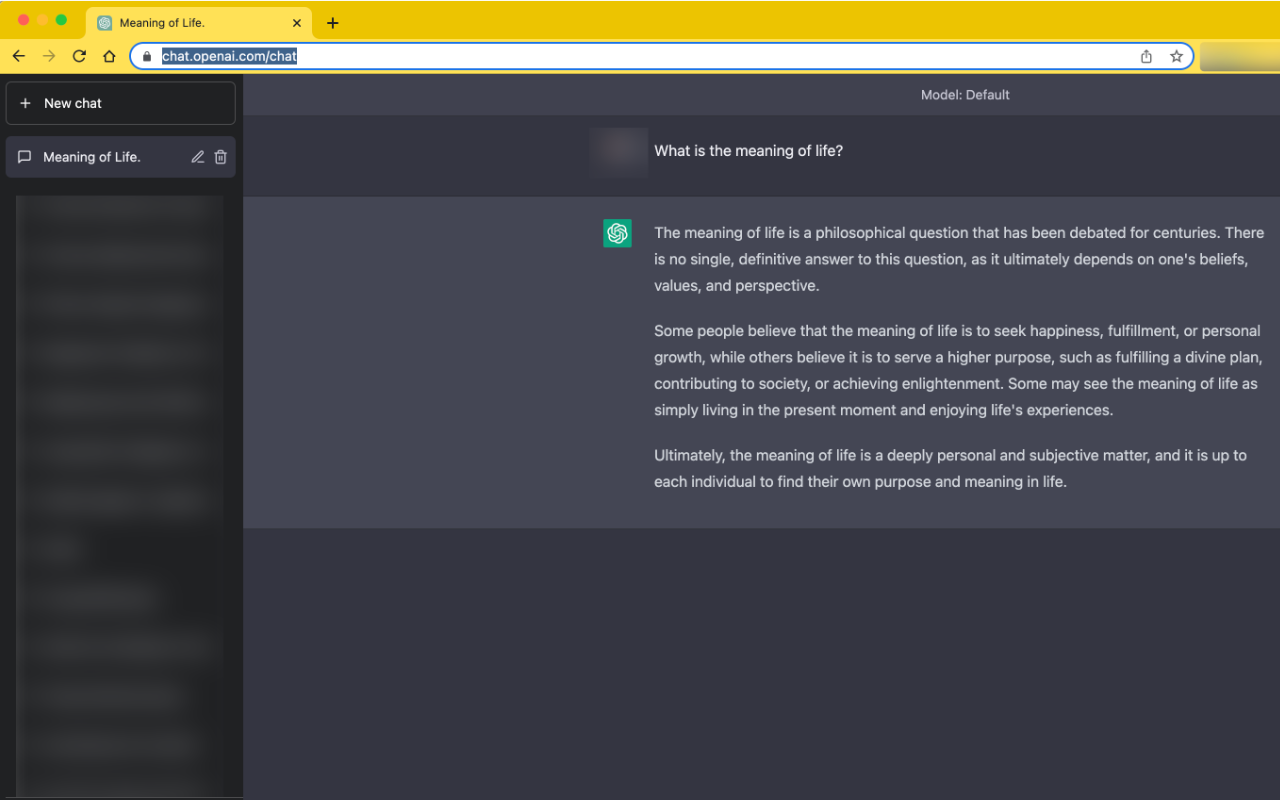 Meaning of Life.
chat.openai.com/chat
New chat
Meaning of Life.
Model: Default
What is the meaning of life?
The meaning of life is a philosophical question that has been debated for centuries. There
is no single, definitive answer to this question, as it ultimately depends on one's beliefs,
values, and perspective.
Some people believe that the meaning of life is to seek happiness, fulfillment, or personal
growth, while others believe it is to serve a higher purpose, such as fulfilling a divine plan,
contributing to society, or achieving enlightenment. Some may see the meaning of life as
simply living in the present moment and enjoying life's experiences.
Ultimately, the meaning of life is a deeply personal and subjective matter, and it is up to
each individual to find their own purpose and meaning in life.